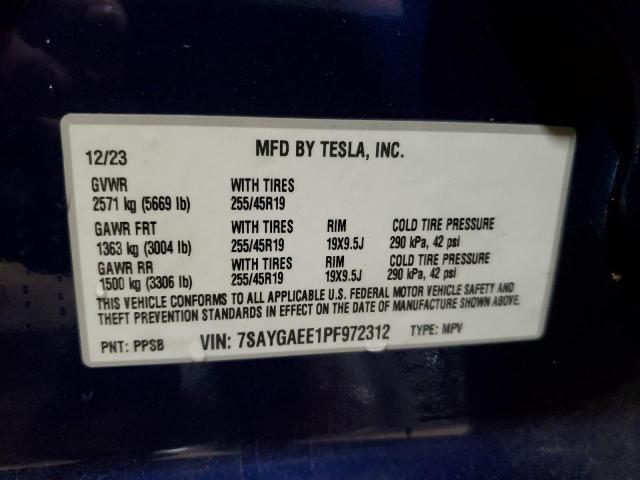 12/23 MFD BY TESLA, INC.
GVWR WITH TIRES
2571 kg (5669 lb) 255/45R19
GAWR FRT WITH TIRES RIM COLD TIRE PRESSURE
1363 kg (3004 lb) 255/45R19 19X9.5J 290 kPa, 42 psi
GAWR RR WITH TIRES RIM COLD TIRE PRESSURE
1500 kg (3306 lb) 255/45R19 19X9.5J 290 kPa, 42 psi
THIS VEHICLE CONFORMS TO ALL APPLICABLE U.S. FEDERAL MOTOR VEHICLE SAFETY AND
THEFT PREVENTION STANDARDS IN EFFECT ON THE DATE OF MANUFACTURE SHOWN ABOVE.
PNT: PPSB VIN: 7SAYGAEE1PF972312 TYPE: MPV